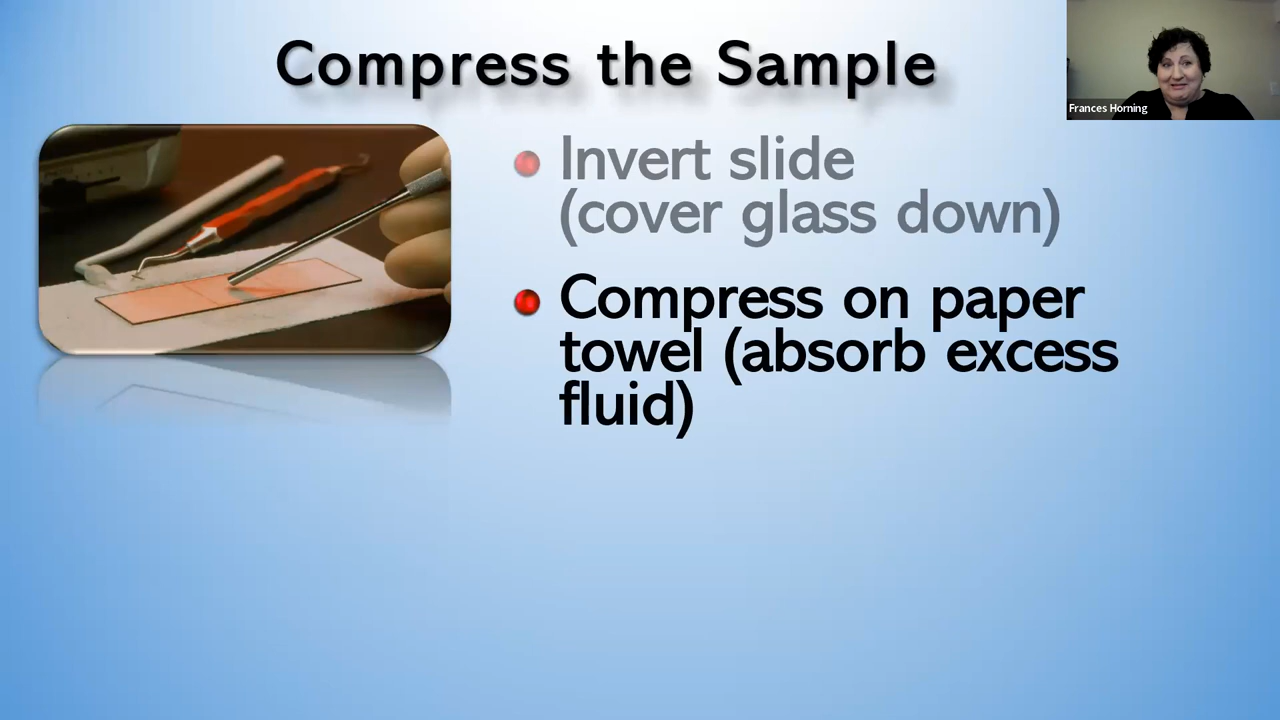 Compress the Sample
Frances Horning
Invert slide
(cover glass down)
Compress on paper
towel (absorb excess
fluid)